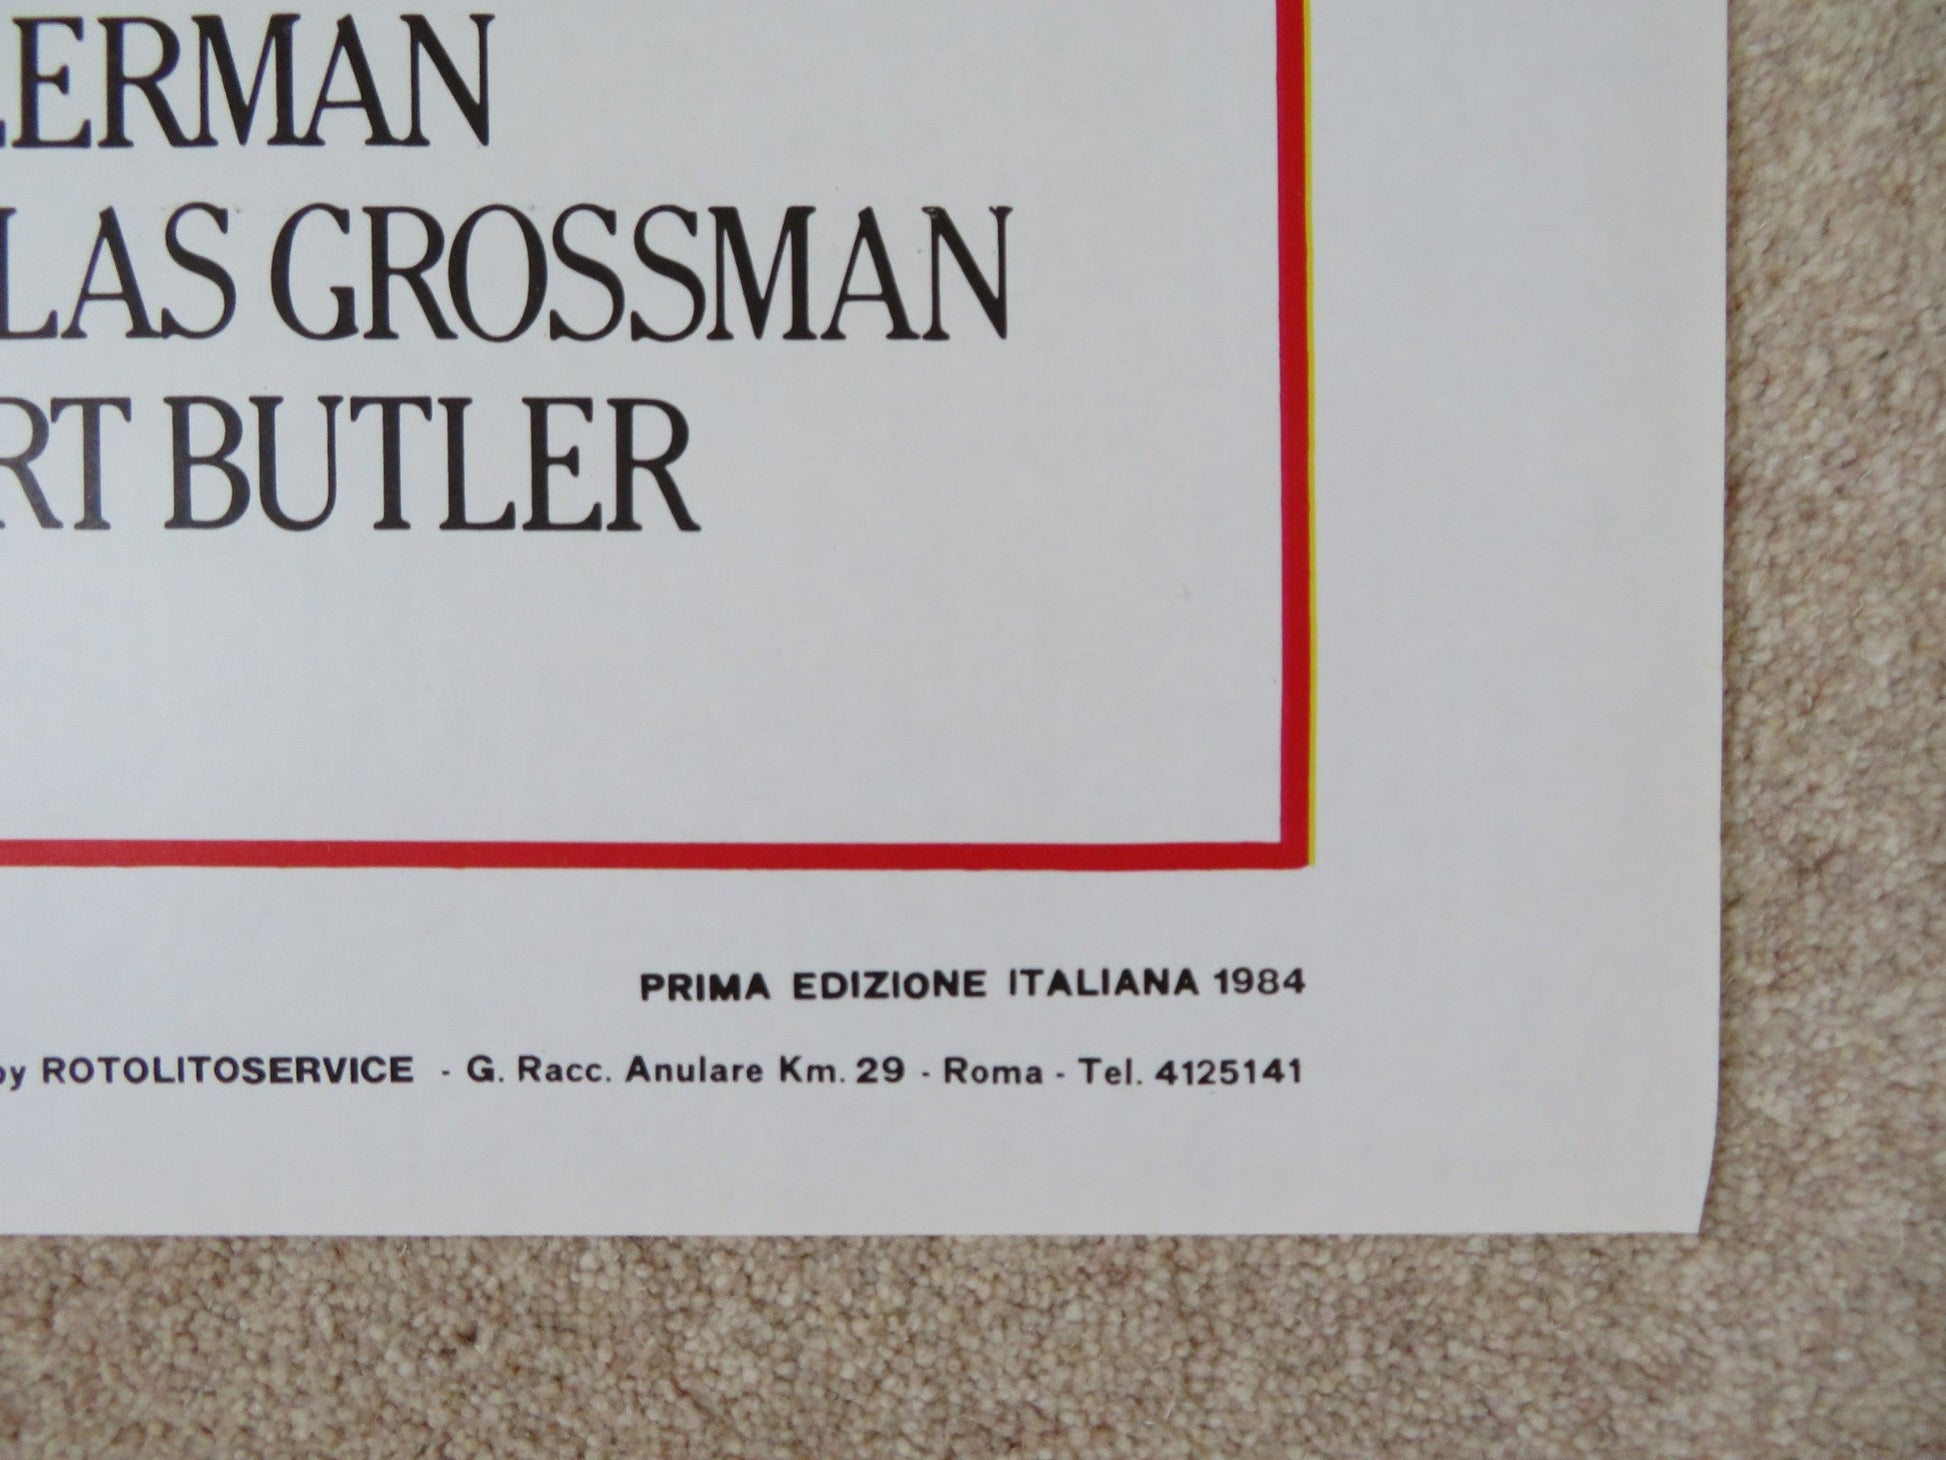 LERMAN
LAS GROSSMAN
RT BUTLER
PRIMA EDIZIONE ITALIANA 1984
by ROTOLITOSERVICE - G. Racc. Anulare Km. 29 - Roma - Tel. 4125141